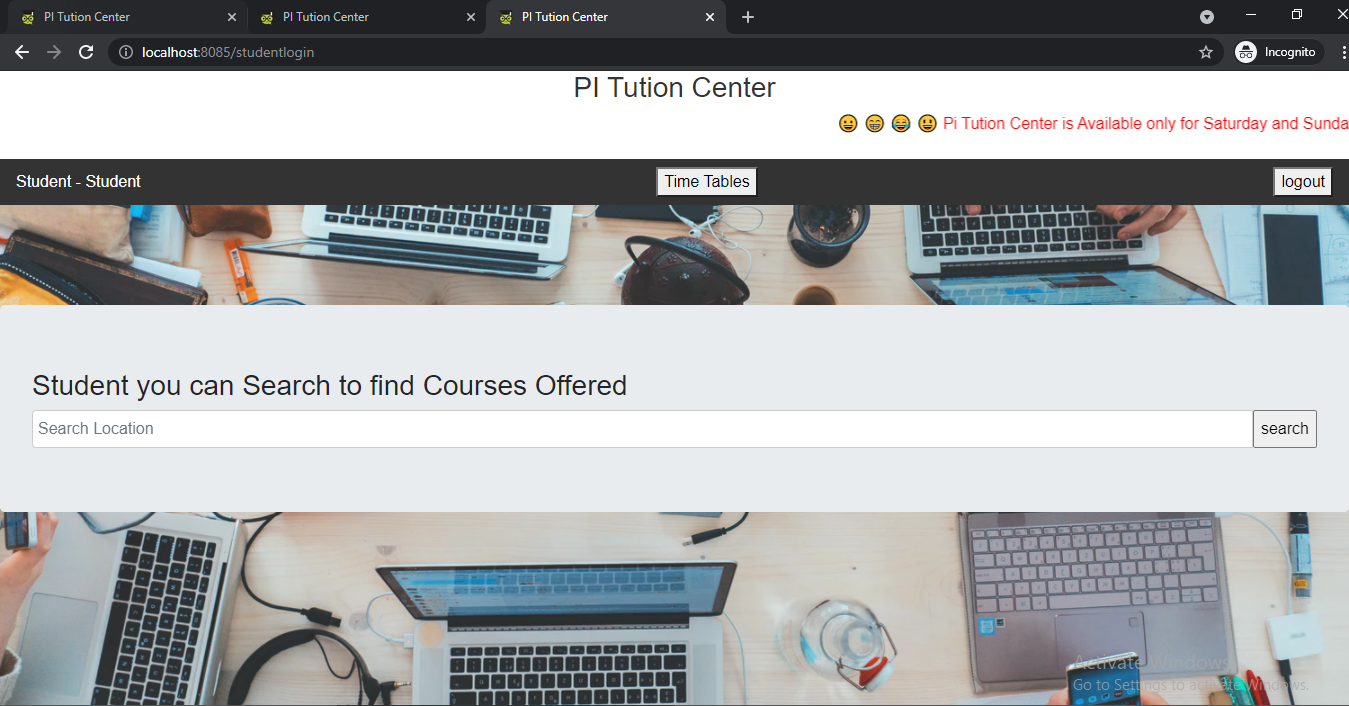 PI Tution Center
PI Tution Center
PI Tution Center
localhost:8085/studentlogin
Incognito
PI Tution Center
😀 😁 😂 😃 Pi Tution Center is Available only for Saturday and Sunda
Student - Student
Time Tables
logout
Student you can Search to find Courses Offered
Search Location
search
Activate Windows
Go to Settings to activate Windows.